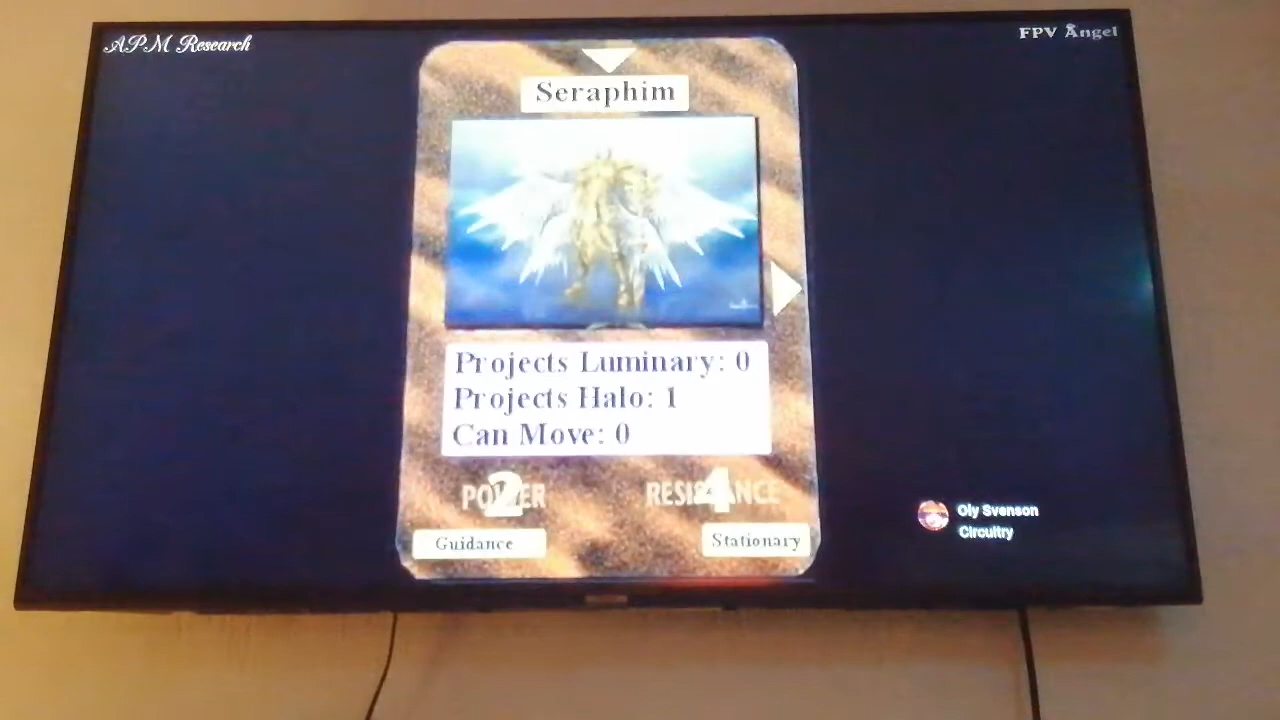 APM Research
FPV Angel
Seraphim
Projects Luminary: 0
Projects Halo: 1
Can Move: 0
POWER
2
RESISTANCE
4
Guidance
Stationary
Oly Svenson
Circuitry